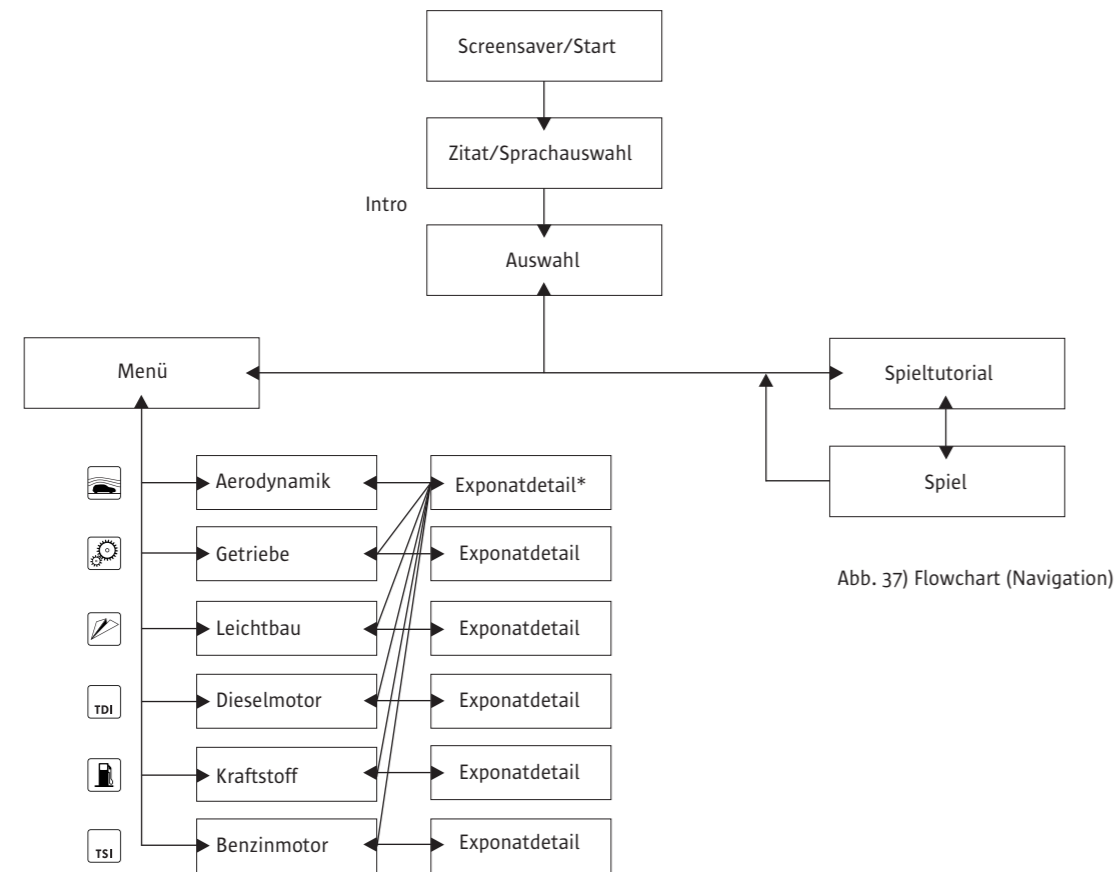 Screensaver/Start
Zitat/Sprachauswahl
Intro
Auswahl
Menü
Spieltutorial
Aerodynamik
Exponatdetail*
Spiel
Getriebe
Exponatdetail
Abb. 37) Flowchart (Navigation)
Leichtbau
Exponatdetail
TDI
Dieselmotor
Exponatdetail
Kraftstoff
Exponatdetail
TSI
Benzinmotor
Exponatdetail